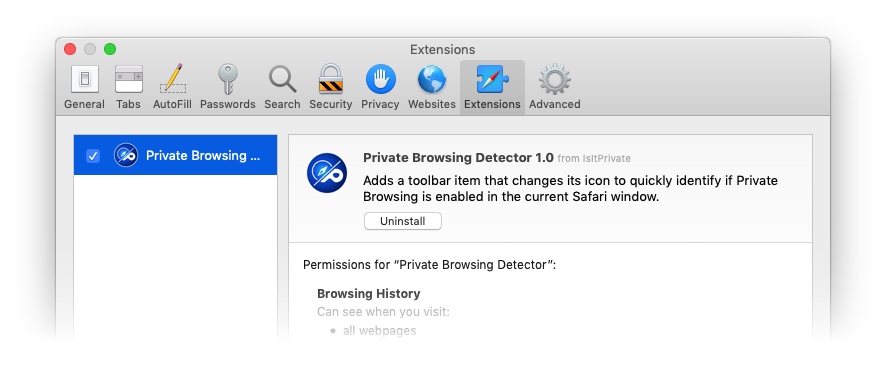 Extensions
General Tabs AutoFill Passwords Search Security Privacy Websites Extensions Advanced
Private Browsing ...
Private Browsing Detector 1.0 from IsItPrivate
Adds a toolbar item that changes its icon to quickly identify if Private
Browsing is enabled in the current Safari window.
Uninstall
Permissions for “Private Browsing Detector”:
Browsing History
Can see when you visit:
• all webpages